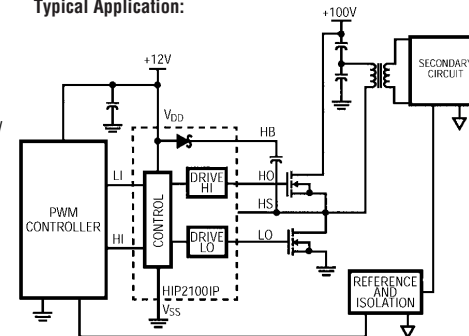 Typical Application:
+100V
+12V
SECONDARY
CIRCUIT
VDD
HB
LI
DRIVE
HI
HO
HS
PWM
CONTROLLER
CONTROL
HI
DRIVE
LO
LO
HIP2100IP
VSS
REFERENCE
AND
ISOLATION